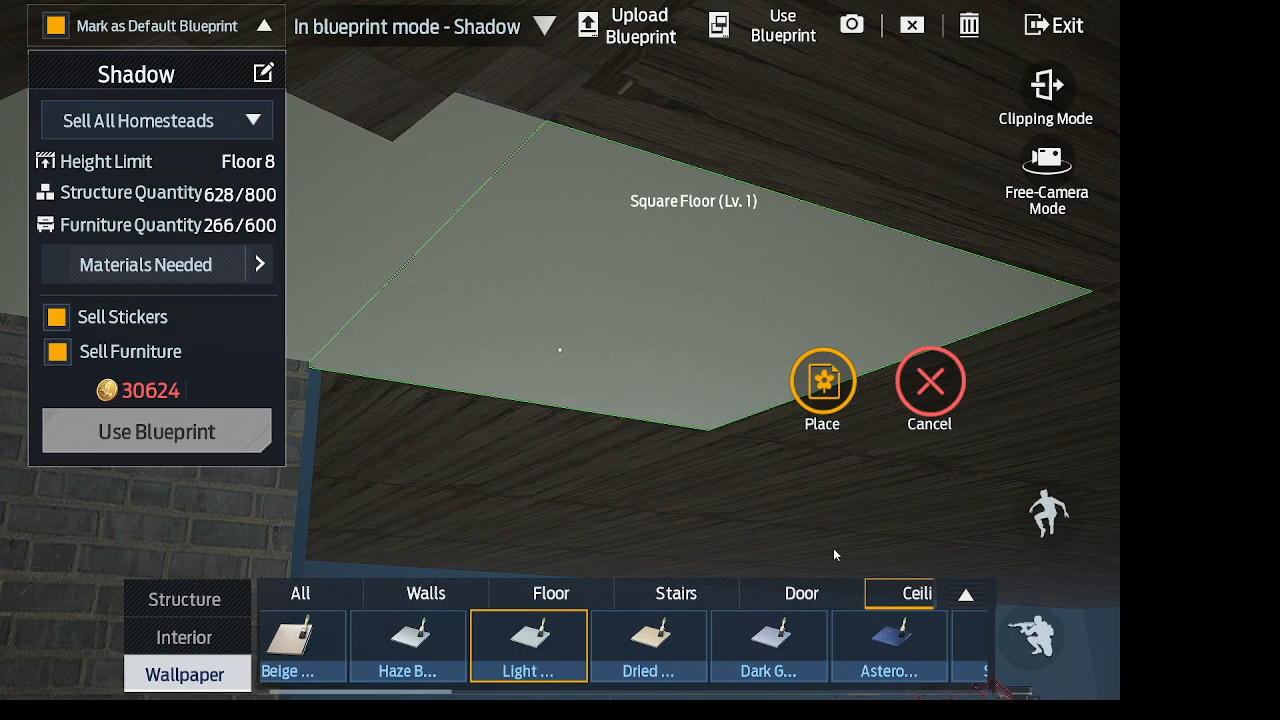 Mark as Default Blueprint
In blueprint mode - Shadow
Upload
Blueprint
Use
Blueprint
Exit
Shadow
Sell All Homesteads
Height Limit Floor 8
Structure Quantity 628/800
Furniture Quantity 266/600
Materials Needed
Sell Stickers
Sell Furniture
30624
Use Blueprint
Clipping Mode
Free-Camera
Mode
Square Floor (Lv. 1)
Place
Cancel
Structure
Interior
Wallpaper
All
Walls
Floor
Stairs
Door
Ceili
Beige ...
Haze B...
Light ...
Dried ...
Dark G...
Astero...